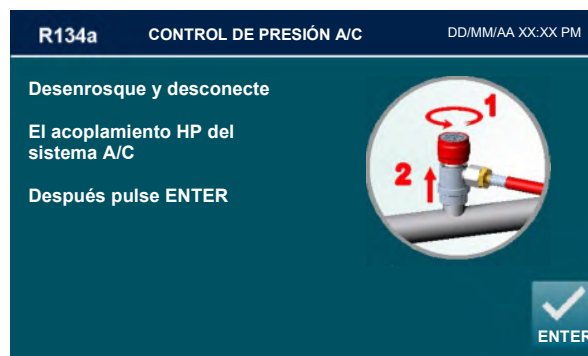 R134a CONTROL DE PRESIÓN A/C DD/MM/AA XX:XX PM
Desenrosque y desconecte
El acoplamiento HP del
sistema A/C
Después pulse ENTER
1
2
ENTER